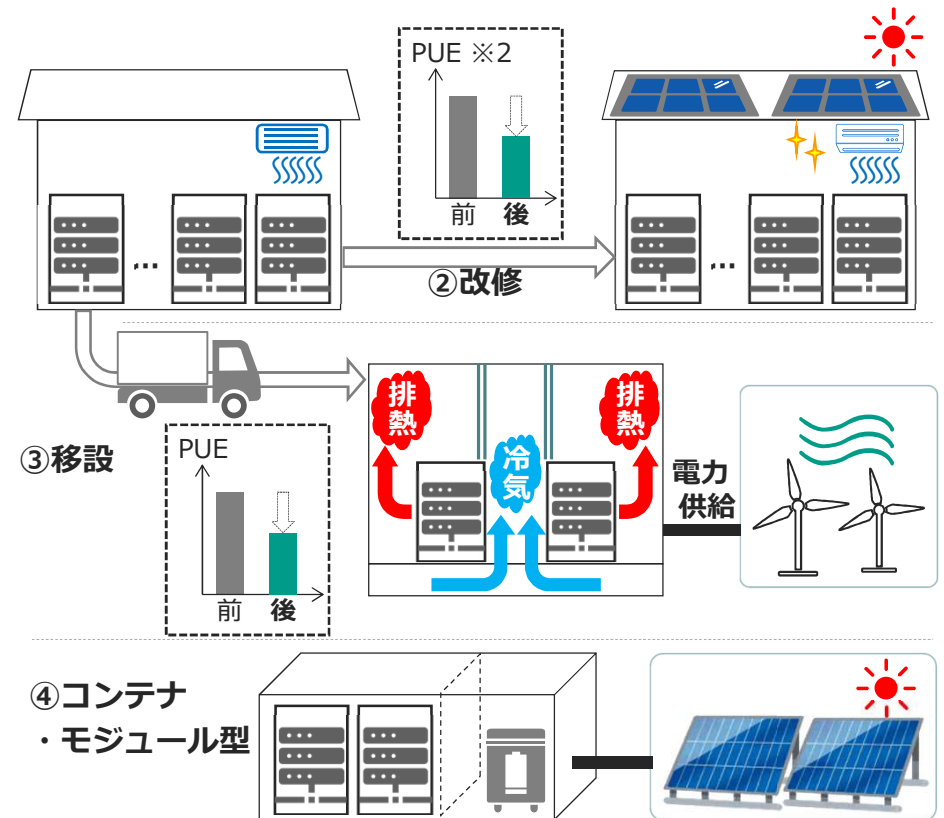 PUE ※2
前 後
...
...
②改修
排熱
排熱
冷気
③移設
PUE
前 後
電力
供給
④コンテナ
・モジュール型